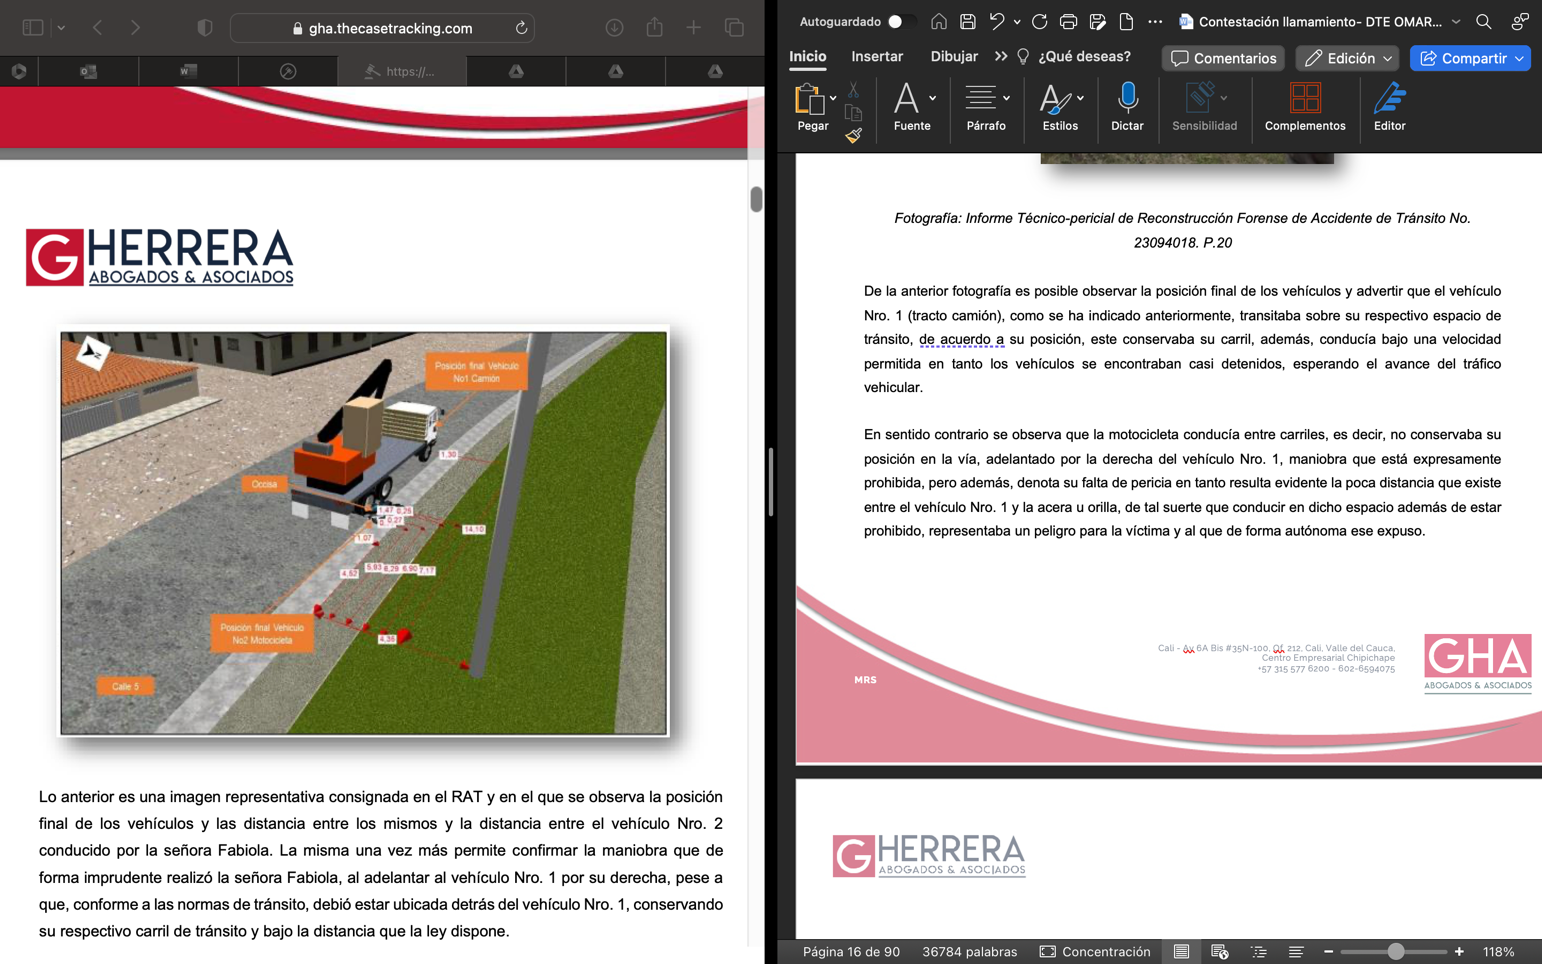 gha.thecasetracking.com
https://...
G HERRERA
ABOGADOS & ASOCIADOS
Posición final Vehículo
No1 Camión
1,30
Occisa
1,47 0,25
0,27
14,10
1,07
4,52
5,93 6,29 6,90 7,17
Posición final Vehículo
No2 Motocicleta
4,35
Calle 5
Lo anterior es una imagen representativa consignada en el RAT y en el que se observa la posición
final de los vehículos y las distancia entre los mismos y la distancia entre el vehículo Nro. 2
conducido por la señora Fabiola. La misma una vez más permite confirmar la maniobra que de
forma imprudente realizó la señora Fabiola, al adelantar al vehículo Nro. 1 por su derecha, pese a
que, conforme a las normas de tránsito, debió estar ubicada detrás del vehículo Nro. 1, conservando
su respectivo carril de tránsito y bajo la distancia que la ley dispone.
Autoguardado
Contestación llamamiento- DTE OMAR...
Inicio Insertar Dibujar ¿Qué deseas? Comentarios Edición Compartir
Pegar Fuente Párrafo Estilos Dictar Sensibilidad Complementos Editor
Fotografía: Informe Técnico-pericial de Reconstrucción Forense de Accidente de Tránsito No.
23094018. P.20
De la anterior fotografía es posible observar la posición final de los vehículos y advertir que el vehículo
Nro. 1 (tracto camión), como se ha indicado anteriormente, transitaba sobre su respectivo espacio de
tránsito, de acuerdo a su posición, este conservaba su carril, además, conducía bajo una velocidad
permitida en tanto los vehículos se encontraban casi detenidos, esperando el avance del tráfico
vehicular.
En sentido contrario se observa que la motocicleta conducía entre carriles, es decir, no conservaba su
posición en la vía, adelantado por la derecha del vehículo Nro. 1, maniobra que está expresamente
prohibida, pero además, denota su falta de pericia en tanto resulta evidente la poca distancia que existe
entre el vehículo Nro. 1 y la acera u orilla, de tal suerte que conducir en dicho espacio además de estar
prohibido, representaba un peligro para la víctima y al que de forma autónoma ese expuso.
Cali - Av 6A Bis #35N-100, Of. 212, Cali, Valle del Cauca,
Centro Empresarial Chipichape
+57 315 577 6200 - 602-6594075
MRS
GHA
ABOGADOS & ASOCIADOS
G HERRERA
ABOGADOS & ASOCIADOS
Página 16 de 90 36784 palabras Concentración 118%